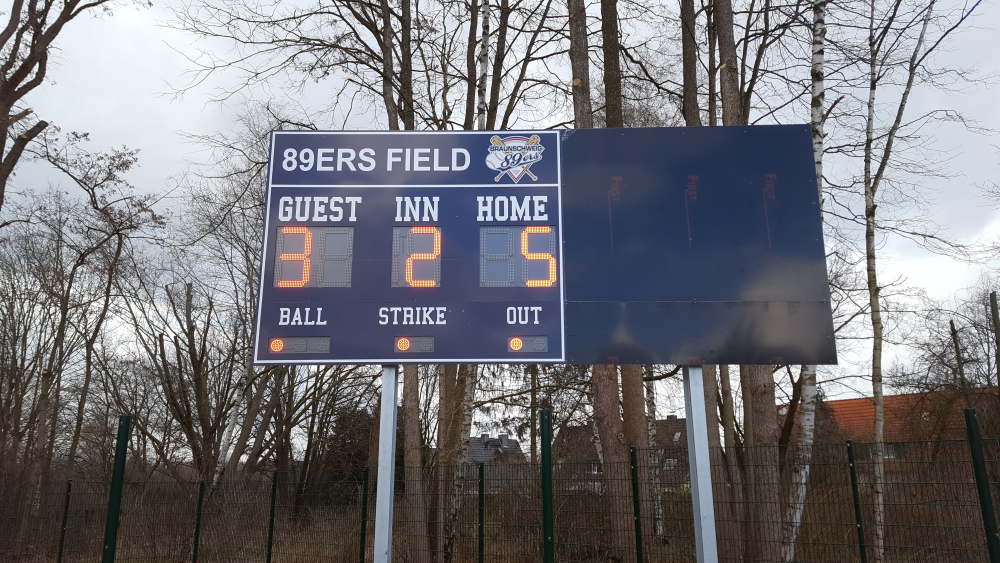 89ERS FIELD
BRAUNSCHWEIG
89ers
GUEST INN HOME
3 2 5
BALL STRIKE OUT